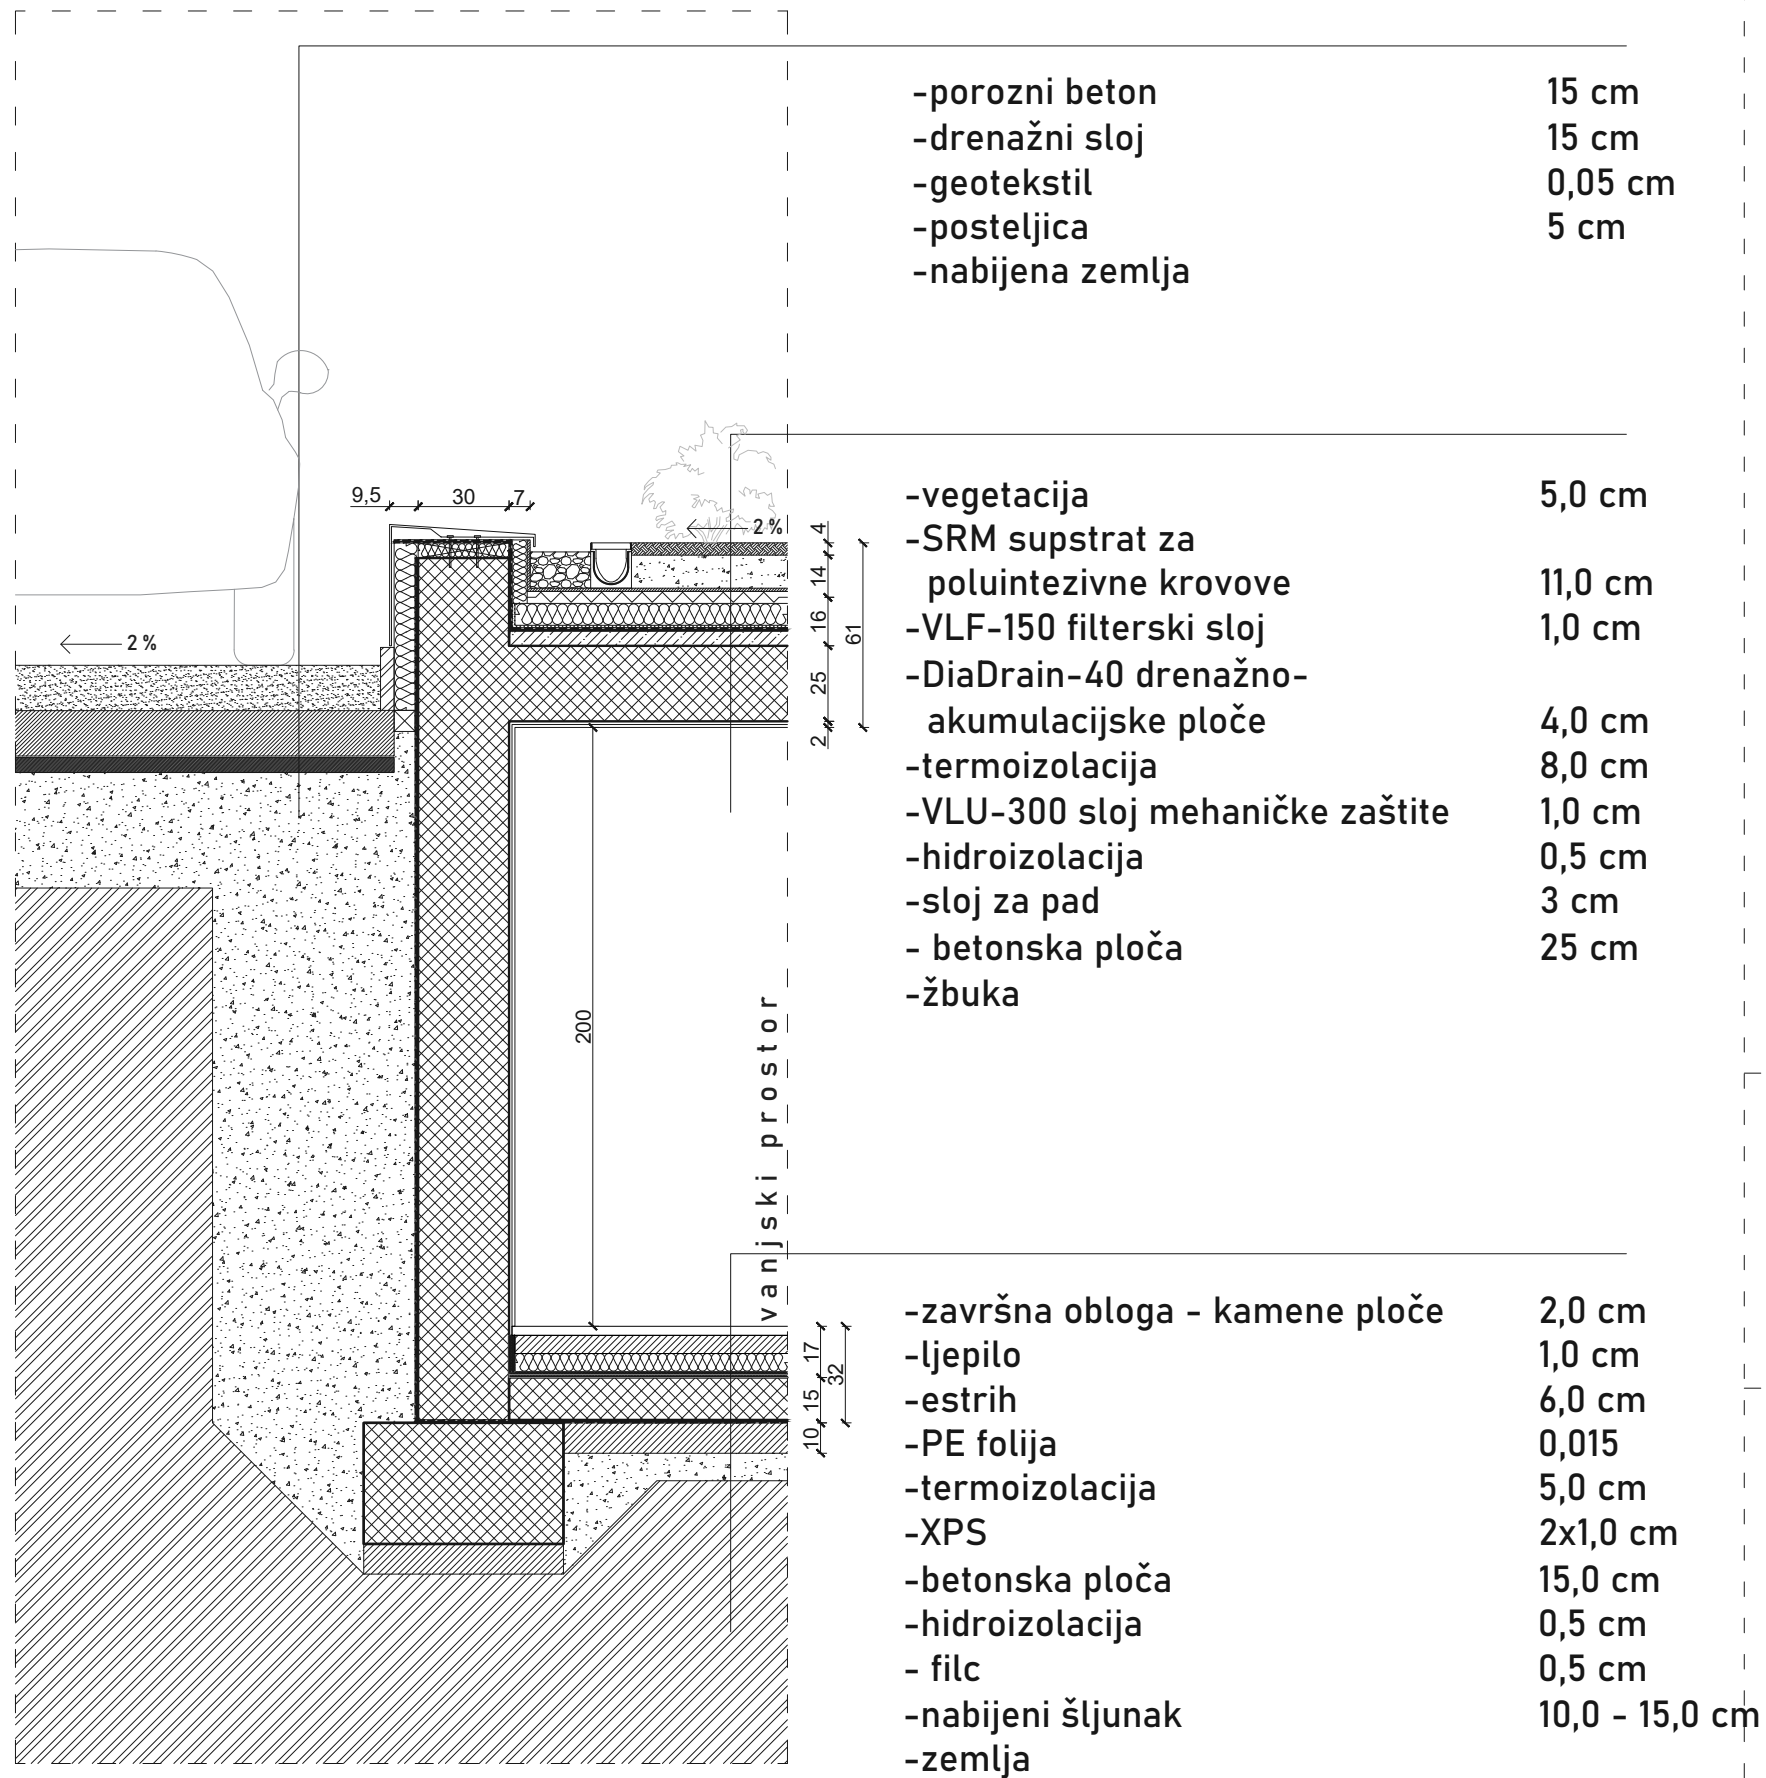 -porozni beton 15 cm
-drenažni sloj 15 cm
-geotekstil 0,05 cm
-posteljica 5 cm
-nabijena zemlja
9,5 30 7
2 %
2 %
4
14
16
25
2
61
-vegetacija 5,0 cm
-SRM supstrat za
poluintezivne krovove 11,0 cm
-VLF-150 filterski sloj 1,0 cm
-DiaDrain-40 drenažno-
akumulacijske ploče 4,0 cm
-termoizolacija 8,0 cm
-VLU-300 sloj mehaničke zaštite 1,0 cm
-hidroizolacija 0,5 cm
-sloj za pad 3 cm
- betonska ploča 25 cm
-žbuka
200
vanjski prostor
17
15
10
32
-završna obloga - kamene ploče 2,0 cm
-ljepilo 1,0 cm
-estrih 6,0 cm
-PE folija 0,015
-termoizolacija 5,0 cm
-XPS 2x1,0 cm
-betonska ploča 15,0 cm
-hidroizolacija 0,5 cm
- filc 0,5 cm
-nabijeni šljunak 10,0 - 15,0 cm
-zemlja